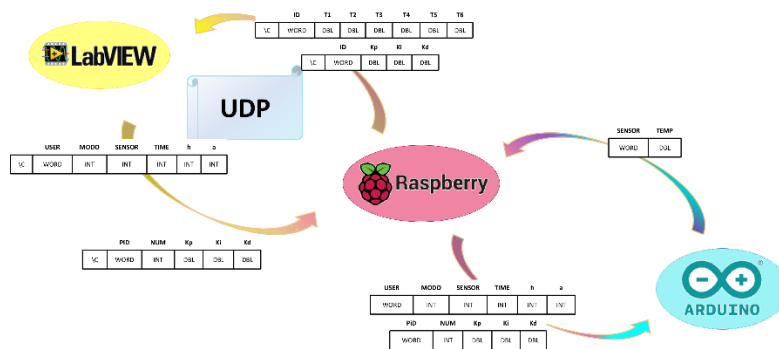 ID T1 T2 T3 T4 T5 T6
\C WORD DBL DBL DBL DBL DBL DBL
ID Kp Ki Kd
\C WORD DBL DBL DBL
LabVIEW
UDP
USER MODO SENSOR TIME h a
\C WORD INT INT INT INT INT
SENSOR TEMP
WORD DBL
Raspberry
PID NUM Kp Ki Kd
\C WORD INT DBL DBL DBL
USER MODO SENSOR TIME h a
WORD INT INT INT INT INT
PID NUM Kp Ki Kd
WORD INT DBL DBL DBL
ARDUINO